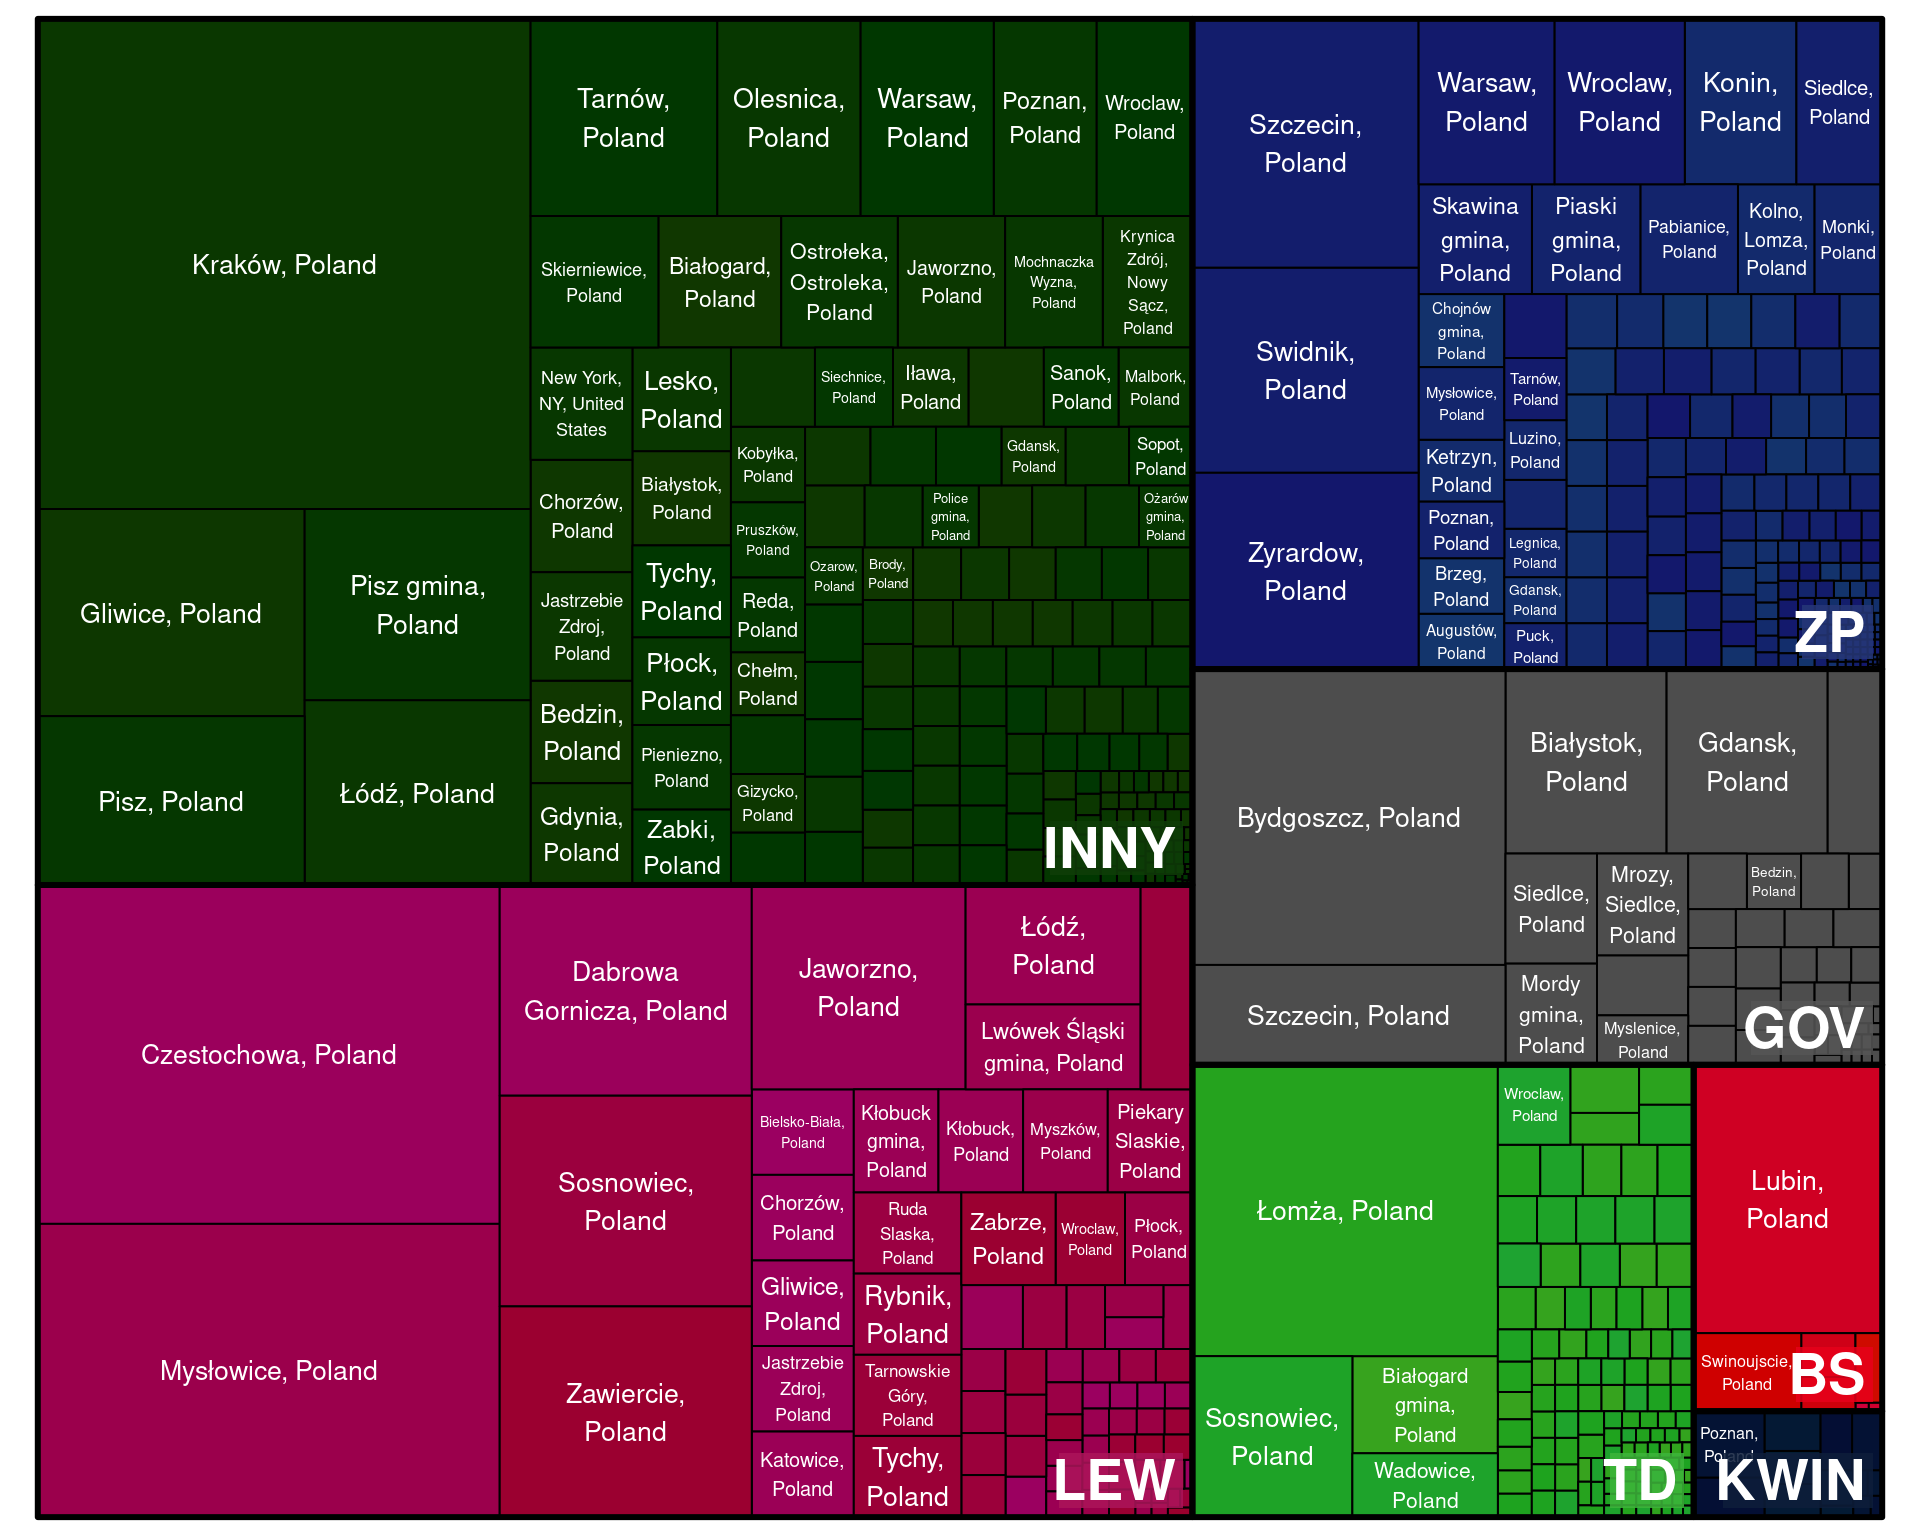 Kraków, Poland
Gliwice, Poland
Pisz gmina,
Poland
Pisz, Poland
Łódź, Poland
Tarnów,
Poland
Olesnica,
Poland
Warsaw,
Poland
Poznan,
Poland
Wroclaw,
Poland
Skierniewice,
Poland
Białogard,
Poland
Ostrołeka,
Ostroleka,
Poland
Jaworzno,
Poland
Mochnaczka
Wyzna,
Poland
Krynica
Zdrój,
Nowy
Sącz,
Poland
New York,
NY, United
States
Chorzów,
Poland
Jastrzebie
Zdroj,
Poland
Bedzin,
Poland
Gdynia,
Poland
Lesko,
Poland
Białystok,
Poland
Tychy,
Poland
Płock,
Poland
Pieniezno,
Poland
Zabki,
Poland
Siechnice,
Poland
Iława,
Poland
Sanok,
Poland
Malbork,
Poland
Kobyłka,
Poland
Pruszków,
Poland
Reda,
Poland
Chełm,
Poland
Gizycko,
Poland
Gdansk,
Poland
Sopot,
Poland
Police
gmina,
Poland
Ożarów
gmina,
Poland
Ozarow,
Poland
Brody,
Poland
INNY
Czestochowa, Poland
Mysłowice, Poland
Dabrowa
Gornicza, Poland
Sosnowiec,
Poland
Zawiercie,
Poland
Jaworzno,
Poland
Łódź,
Poland
Lwówek Śląski
gmina, Poland
Bielsko-Biała,
Poland
Chorzów,
Poland
Gliwice,
Poland
Jastrzebie
Zdroj,
Poland
Katowice,
Poland
Kłobuck
gmina,
Poland
Kłobuck,
Poland
Myszków,
Poland
Piekary
Slaskie,
Poland
Ruda
Slaska,
Poland
Zabrze,
Poland
Wroclaw,
Poland
Płock,
Poland
Rybnik,
Poland
Tarnowskie
Góry,
Poland
Tychy,
Poland
LEW
Szczecin,
Poland
Swidnik,
Poland
Zyrardow,
Poland
Warsaw,
Poland
Wroclaw,
Poland
Konin,
Poland
Siedlce,
Poland
Skawina
gmina,
Poland
Piaski
gmina,
Poland
Pabianice,
Poland
Kolno,
Lomza,
Poland
Monki,
Poland
Chojnów
gmina,
Poland
Mysłowice,
Poland
Ketrzyn,
Poland
Poznan,
Poland
Brzeg,
Poland
Augustów,
Poland
Tarnów,
Poland
Luzino,
Poland
Legnica,
Poland
Gdansk,
Poland
Puck,
Poland
ZP
Bydgoszcz, Poland
Szczecin, Poland
Białystok,
Poland
Gdansk,
Poland
Siedlce,
Poland
Mrozy,
Siedlce,
Poland
Bedzin,
Poland
Mordy
gmina,
Poland
Myslenice,
Poland
GOV
Łomża, Poland
Sosnowiec,
Poland
Białogard
gmina,
Poland
Wadowice,
Poland
Wroclaw,
Poland
TD
Lubin,
Poland
Swinoujscie,
Poland
BS
Poznan,
Poland
KWIN